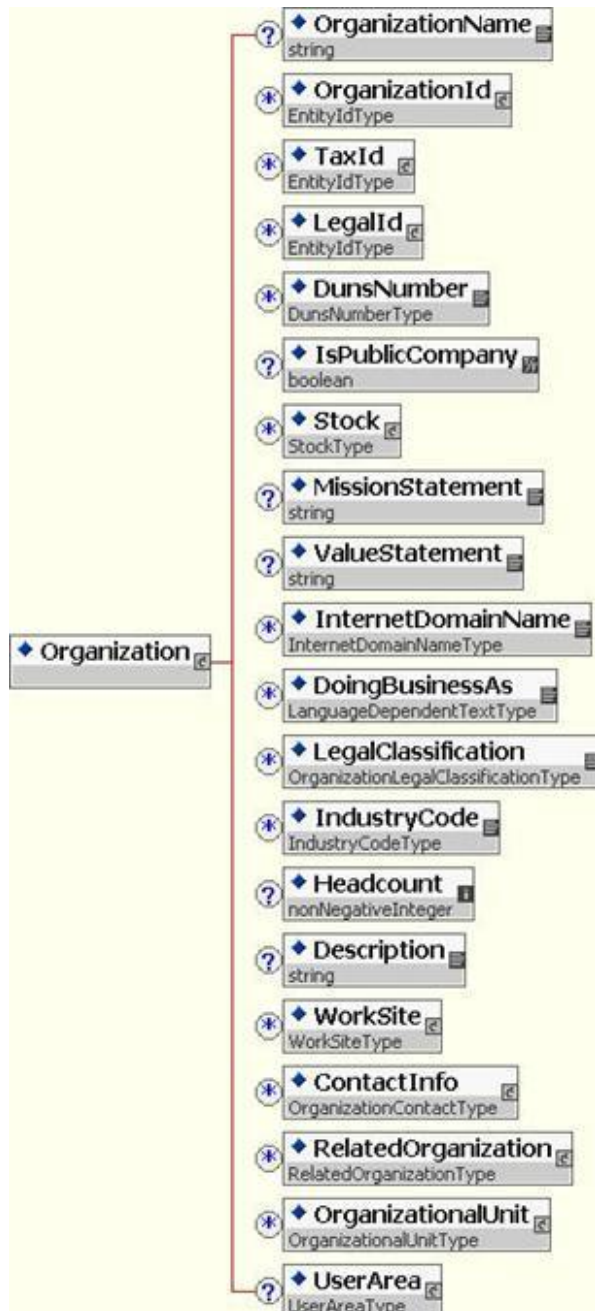 OrganizationName
string
OrganizationId
EntityIdType
TaxId
EntityIdType
LegalId
EntityIdType
DunsNumber
DunsNumberType
IsPublicCompany
boolean
Stock
StockType
MissionStatement
string
ValueStatement
string
InternetDomainName
InternetDomainNameType
Organization
DoingBusinessAs
LanguageDependentTextType
LegalClassification
OrganizationLegalClassificationType
IndustryCode
IndustryCodeType
Headcount
nonNegativeInteger
Description
string
WorkSite
WorkSiteType
ContactInfo
OrganizationContactType
RelatedOrganization
RelatedOrganizationType
OrganizationalUnit
OrganizationalUnitType
UserArea
UserAreaType